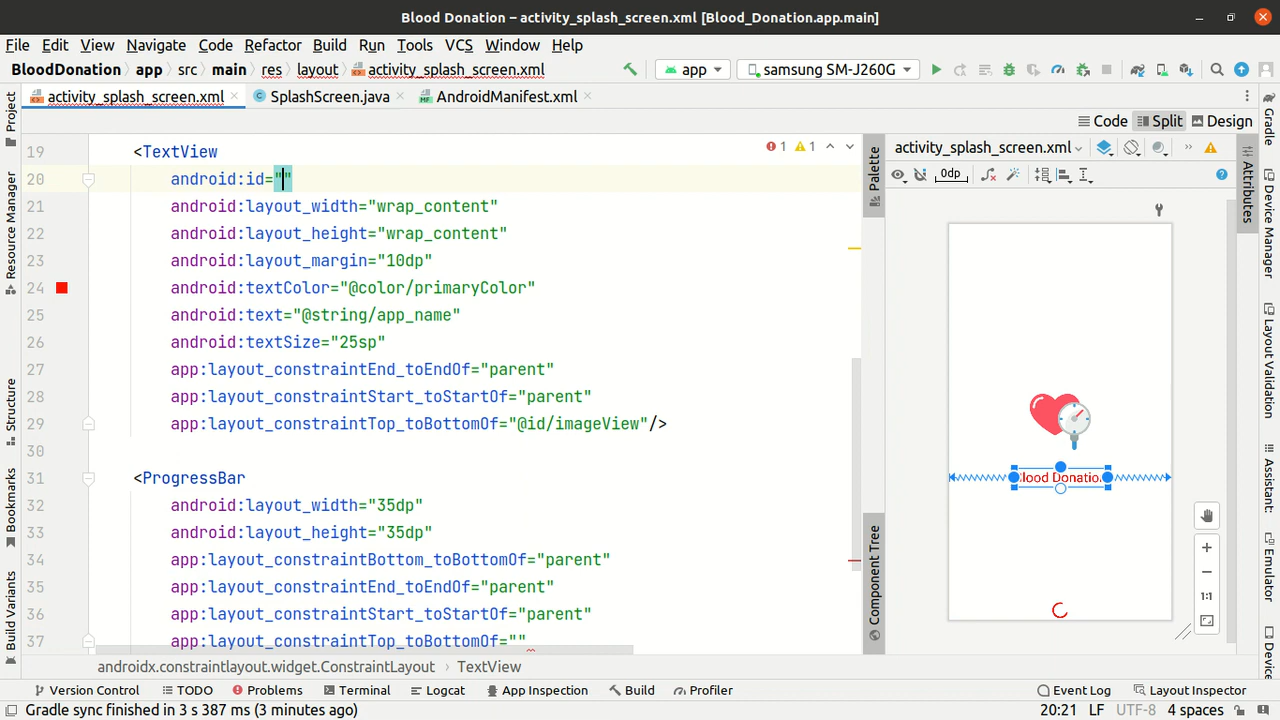 Blood Donation – activity_splash_screen.xml [Blood_Donation.app.main]
File Edit View Navigate Code Refactor Build Run Tools VCS Window Help
BloodDonation app src main res layout activity_splash_screen.xml app samsung SM-J260G
activity_splash_screen.xml SplashScreen.java AndroidManifest.xml
Code Split Design
Project
Resource Manager
Structure
Bookmarks
Build Variants
19 <TextView
20 android:id=""
21 android:layout_width="wrap_content"
22 android:layout_height="wrap_content"
23 android:layout_margin="10dp"
24 android:textColor="@color/primaryColor"
25 android:text="@string/app_name"
26 android:textSize="25sp"
27 app:layout_constraintEnd_toEndOf="parent"
28 app:layout_constraintStart_toStartOf="parent"
29 app:layout_constraintTop_toBottomOf="@id/imageView"/>
30
31 <ProgressBar
32 android:layout_width="35dp"
33 android:layout_height="35dp"
34 app:layout_constraintBottom_toBottomOf="parent"
35 app:layout_constraintEnd_toEndOf="parent"
36 app:layout_constraintStart_toStartOf="parent"
37 app:layout_constraintTop_toBottomOf=""
1 1
Palette
Component Tree
activity_splash_screen.xml
0dp
1:1
Attributes
Gradle
Device Manager
Layout Validation
Assistant:
Emulator
androidx.constraintlayout.widget.ConstraintLayout TextView
Version Control TODO Problems Terminal Logcat App Inspection Build Profiler Event Log Layout Inspector
Gradle sync finished in 3 s 387 ms (3 minutes ago) 20:21 LF UTF-8 4 spaces